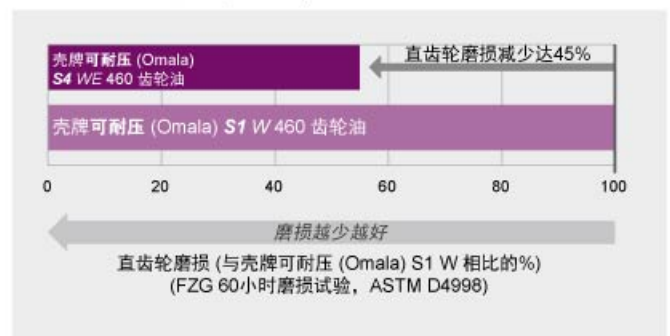 壳牌可耐压 (Omala)
S4 WE 460 齿轮油
直齿轮磨损减少达45%
壳牌可耐压 (Omala) S1 W 460 齿轮油
0 20 40 60 80 100
磨损越少越好
直齿轮磨损 (与壳牌可耐压 (Omala) S1 W 相比的%)
(FZG 60小时磨损试验，ASTM D4998)